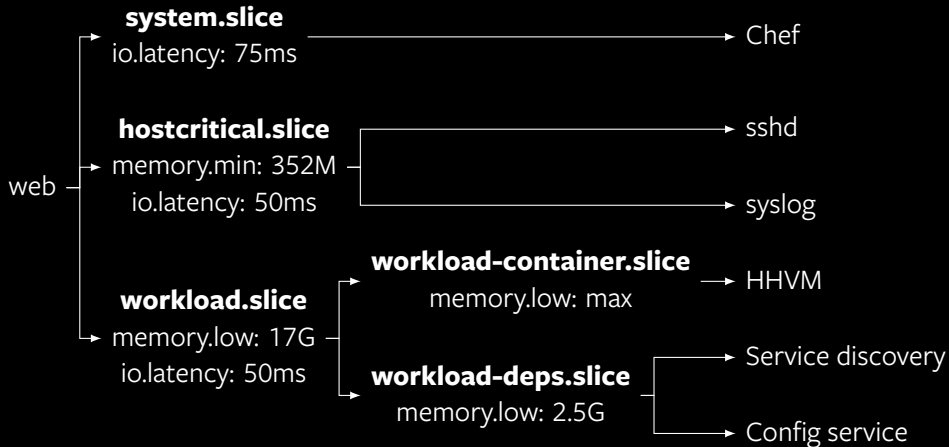 system.slice
io.latency: 75ms
Chef
hostcritical.slice
memory.min: 352M
io.latency: 50ms
sshd
syslog
web
workload.slice
memory.low: 17G
io.latency: 50ms
workload-container.slice
memory.low: max
HHVM
workload-deps.slice
memory.low: 2.5G
Service discovery
Config service